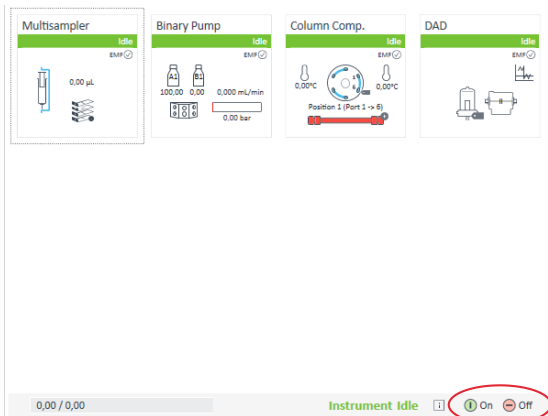 Multisampler
Idle
EMF
0,00 µL
Binary Pump
Idle
EMF
A1 B1
100,00 0,00 0,000 mL/min
0.00 bar
Column Comp.
Idle
EMF
0,00°C 1 6 0,00°C
Position 1 (Port 1 -> 6)
DAD
Idle
EMF
0,00 / 0,00 Instrument Idle i On Off